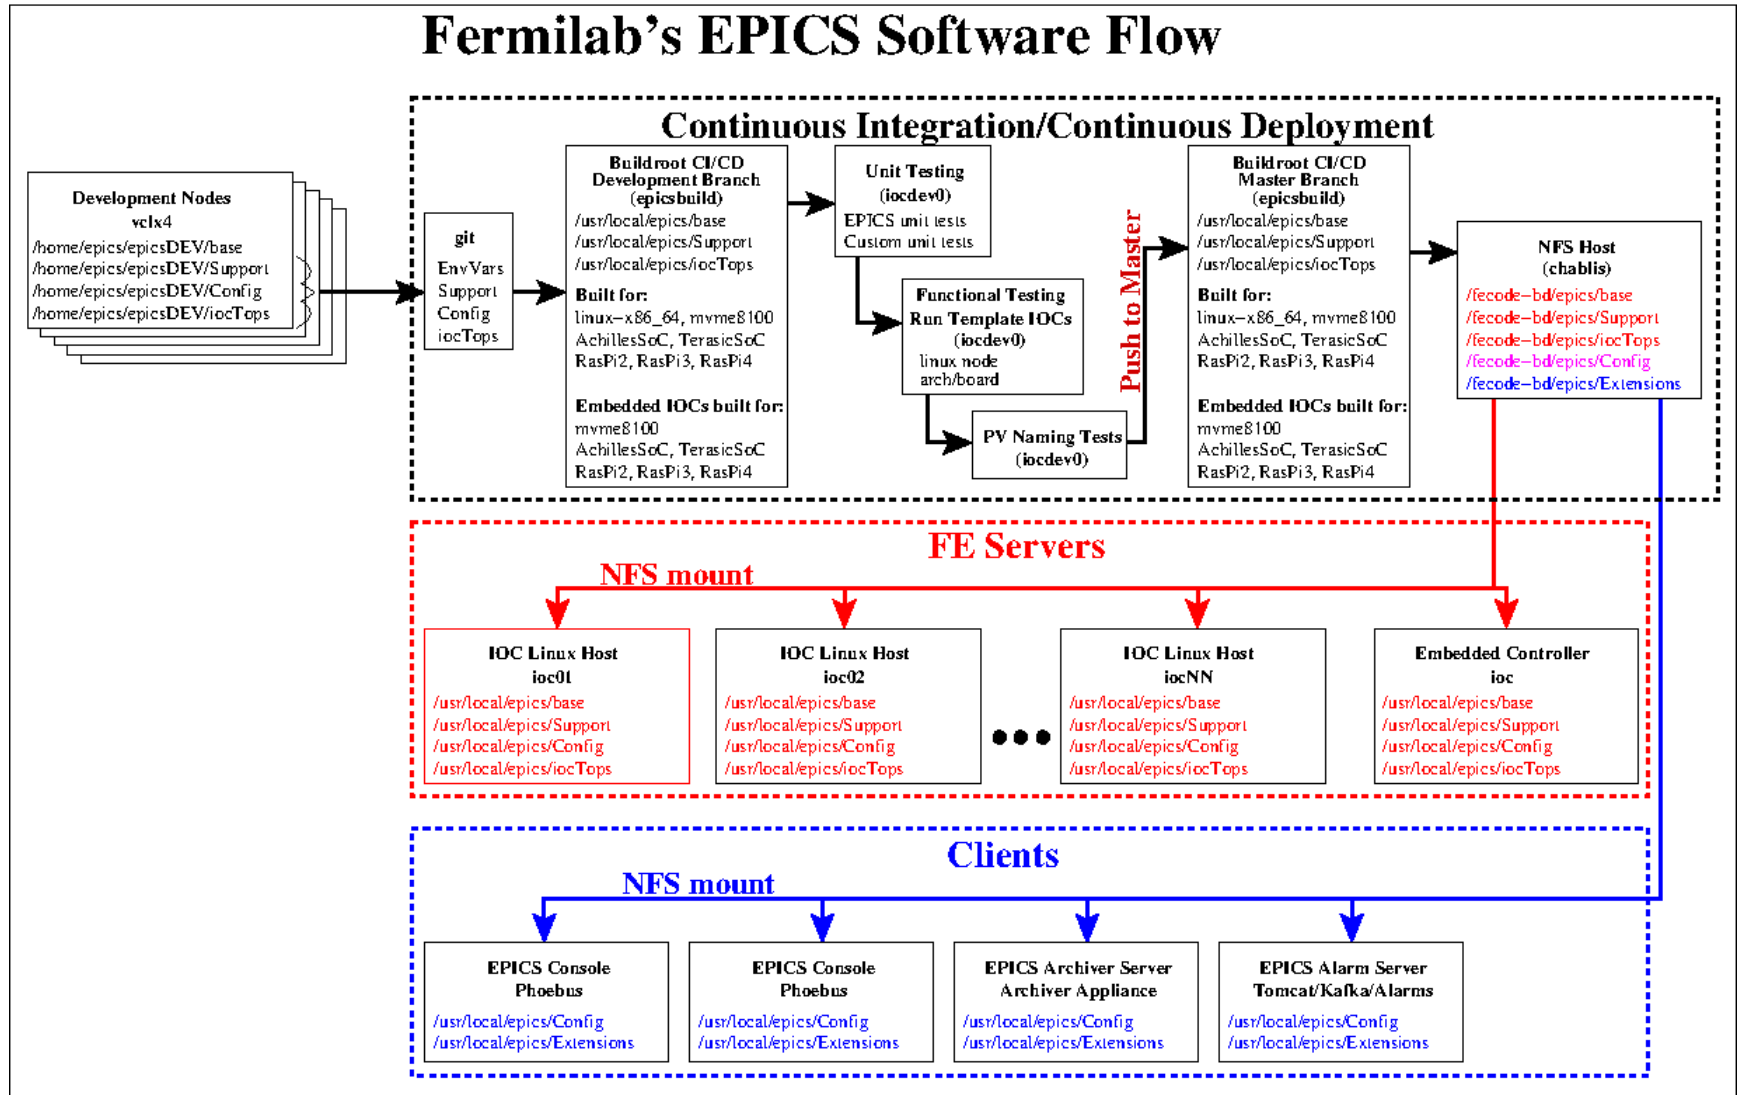 Fermilab's EPICS Software Flow
Continuous Integration/Continuous Deployment
Development Nodes
vclx4
/home/epics/epicsDEV/base
/home/epics/epicsDEV/Support
/home/epics/epicsDEV/Config
/home/epics/epicsDEV/iocTops
git
EnvVars
Support
Config
iocTops
Buildroot CI/CD
Development Branch
(epicsbuild)
/usr/local/epics/base
/usr/local/epics/Support
/usr/local/epics/iocTops
Built for:
linux-x86_64, mvme8100
AchillesSoC, TerasicSoC
RasPi2, RasPi3, RasPi4
Embedded IOCs built for:
mvme8100
AchillesSoC, TerasicSoC
RasPi2, RasPi3, RasPi4
Unit Testing
(iocdev0)
EPICS unit tests
Custom unit tests
Functional Testing
Run Template IOCs
(iocdev0)
linux node
arch/board
PV Naming Tests
(iocdev0)
Push to Master
Buildroot CI/CD
Master Branch
(epicsbuild)
/usr/local/epics/base
/usr/local/epics/Support
/usr/local/epics/iocTops
Built for:
linux-x86_64, mvme8100
AchillesSoC, TerasicSoC
RasPi2, RasPi3, RasPi4
Embedded IOCs built for:
mvme8100
AchillesSoC, TerasicSoC
RasPi2, RasPi3, RasPi4
NFS Host
(chablis)
/fecode-bd/epics/base
/fecode-bd/epics/Support
/fecode-bd/epics/iocTops
/fecode-bd/epics/Config
/fecode-bd/epics/Extensions
FE Servers
NFS mount
IOC Linux Host
ioc01
/usr/local/epics/base
/usr/local/epics/Support
/usr/local/epics/Config
/usr/local/epics/iocTops
IOC Linux Host
ioc02
/usr/local/epics/base
/usr/local/epics/Support
/usr/local/epics/Config
/usr/local/epics/iocTops
IOC Linux Host
iocNN
/usr/local/epics/base
/usr/local/epics/Support
/usr/local/epics/Config
/usr/local/epics/iocTops
Embedded Controller
ioc
/usr/local/epics/base
/usr/local/epics/Support
/usr/local/epics/Config
/usr/local/epics/iocTops
Clients
NFS mount
EPICS Console
Phoebus
/usr/local/epics/Config
/usr/local/epics/Extensions
EPICS Console
Phoebus
/usr/local/epics/Config
/usr/local/epics/Extensions
EPICS Archiver Server
Archiver Appliance
/usr/local/epics/Config
/usr/local/epics/Extensions
EPICS Alarm Server
Tomcat/Kafka/Alarms
/usr/local/epics/Config
/usr/local/epics/Extensions